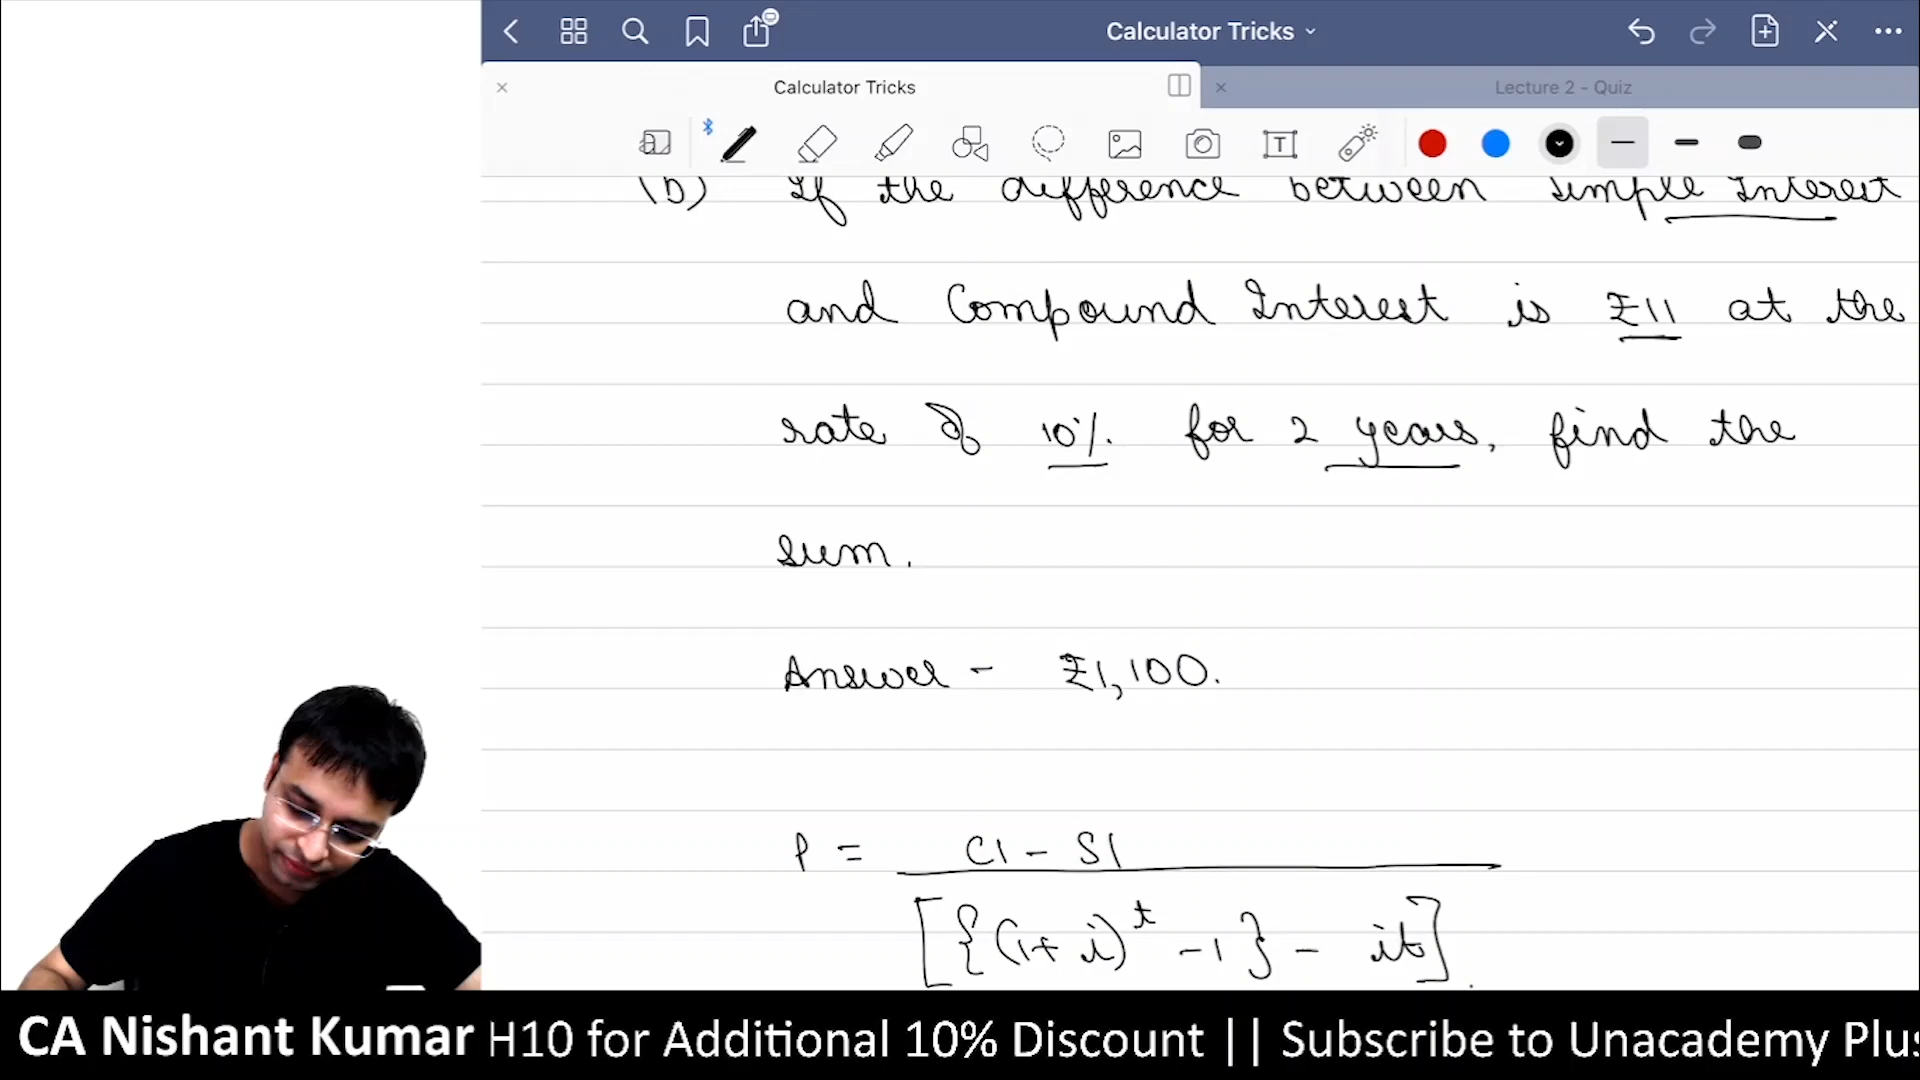 Calculator Tricks
Calculator Tricks
Lecture 2 - Quiz
(b) If the difference between simple Interest
and Compound Interest is ₹11 at the
rate of 10% for 2 years, find the
sum.
Answer - ₹1,100.
P = CI - SI
[{(1+i)^t -1} - it]
CA Nishant Kumar H10 for Additional 10% Discount || Subscribe to Unacademy Plus